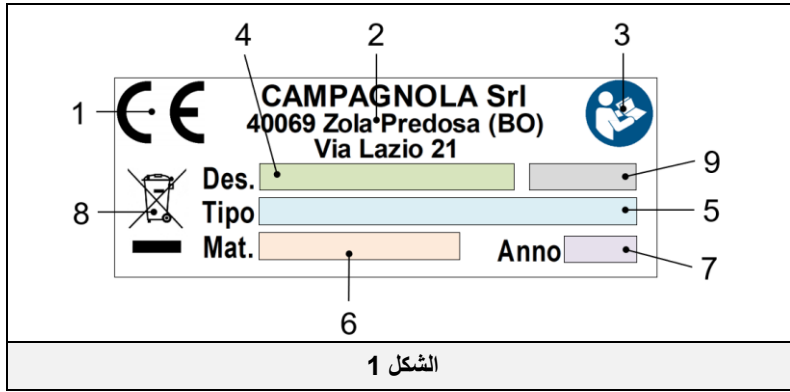 4 2 3
1 CE CAMPAGNOLA Srl
40069 Zola Predosa (BO)
Via Lazio 21
Des. 9
8 Tipo 5
Mat. Anno 7
6
الشكل 1